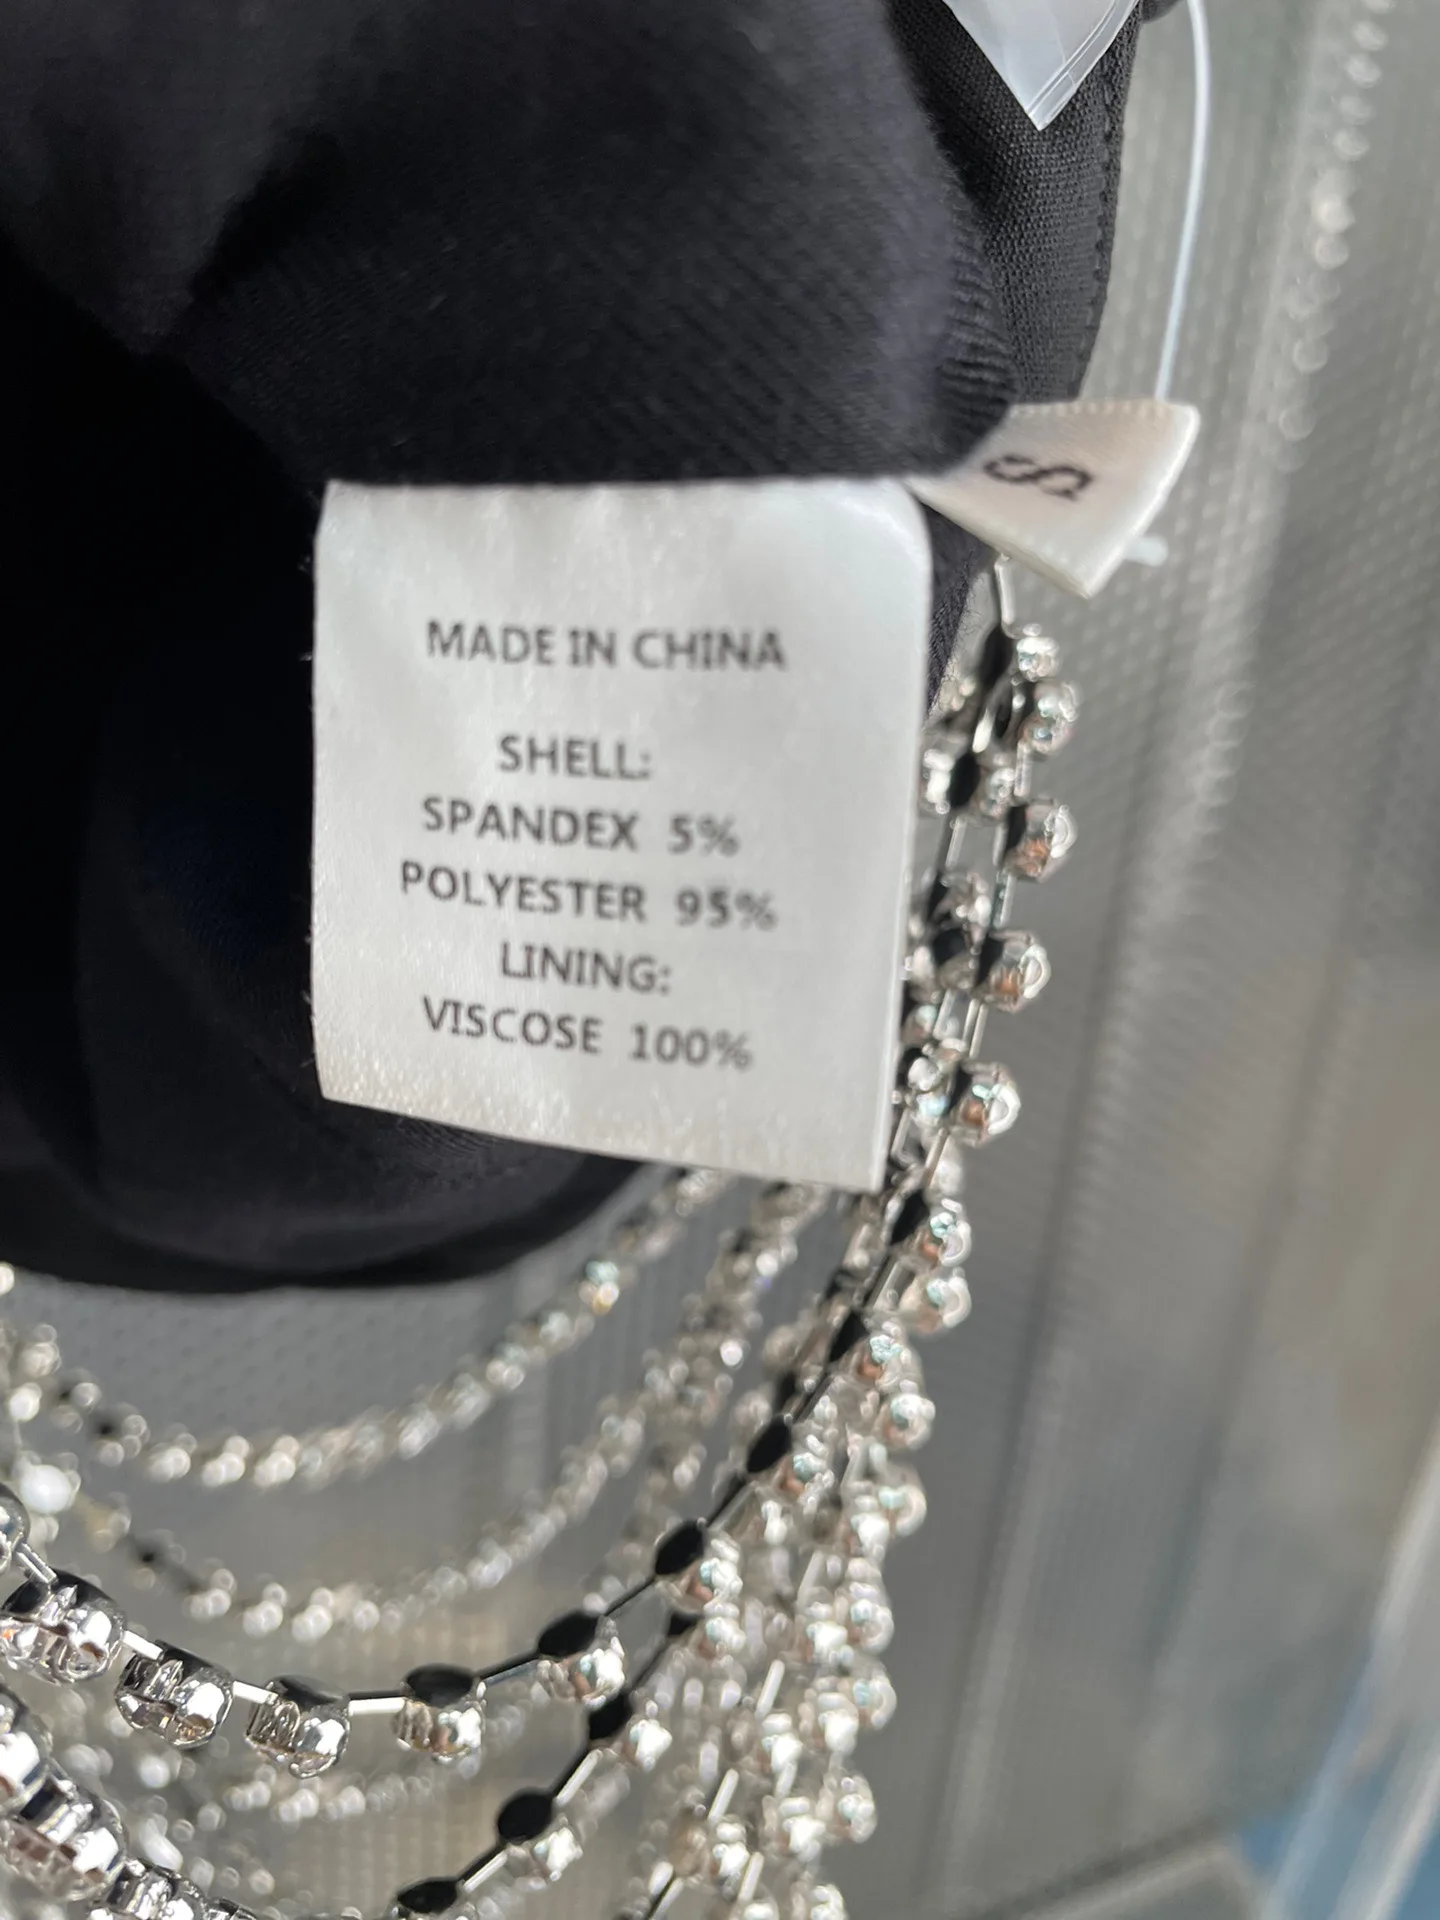 S
MADE IN CHINA
SHELL:
SPANDEX 5%
POLYESTER 95%
LINING:
VISCOSE 100%